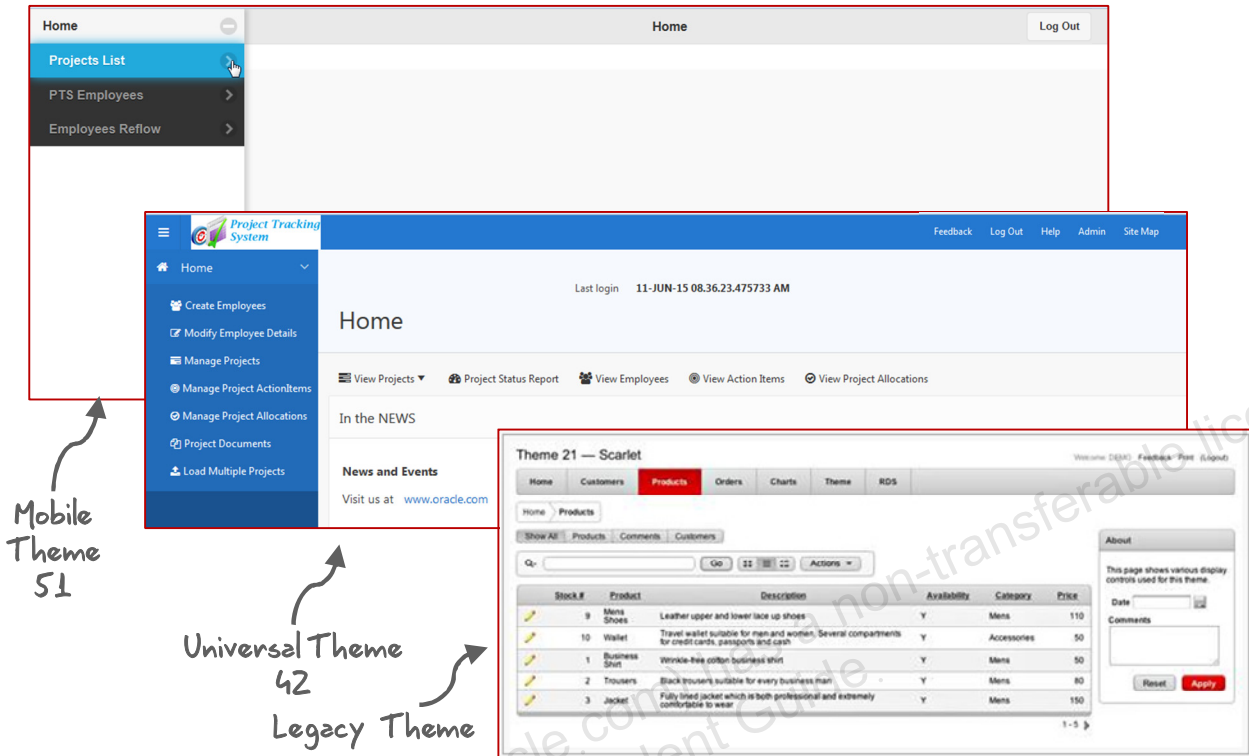 Home
Home
Log Out
Projects List
PTS Employees
Employees Reflow
Project Tracking
System
Feedback Log Out Help Admin Site Map
Home
Last login 11-JUN-15 08.36.23.475733 AM
Home
Create Employees
Modify Employee Details
Manage Projects
Manage Project ActionItems
Manage Project Allocations
Project Documents
Load Multiple Projects
View Projects Project Status Report View Employees View Action Items View Project Allocations
In the NEWS
News and Events
Visit us at www.oracle.com
Theme 21 — Scarlet
Welcome DEMO Feedback Print (Logout)
Home Customers Products Orders Charts Theme RDS
Home Products
Show All Products Comments Customers
Go Actions
Stock # Product Description Availability Category Price
9 Mens Shoes Leather upper and lower lace up shoes Y Mens 110
10 Wallet Travel wallet suitable for men and women. Several compartments for credit cards, passports and cash Y Accessories 50
1 Business Shirt Wrinkle-free cotton business shirt Y Mens 50
2 Trousers Black trousers suitable for every business man Y Mens 80
3 Jacket Fully lined jacket which is both professional and extremely comfortable to wear Y Mens 150
1 - 5
About
This page shows various display
controls used for this theme.
Date
Comments
Reset Apply
Mobile
Theme
51
Universal Theme
42
Legacy Theme
has a non-transferable